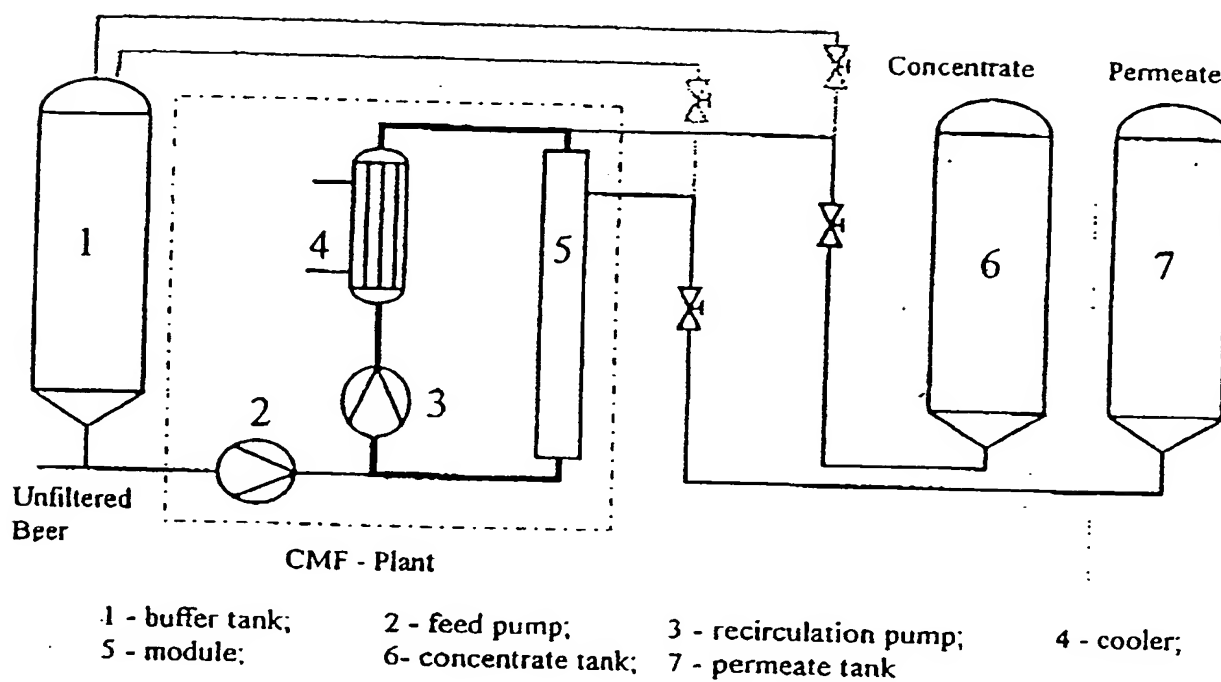 Concentrate Permeate
1
2
3
4
5
6
7
Unfiltered
Beer
CMF - Plant
1 - buffer tank; 2 - feed pump; 3 - recirculation pump; 4 - cooler;
5 - module; 6- concentrate tank; 7 - permeate tank